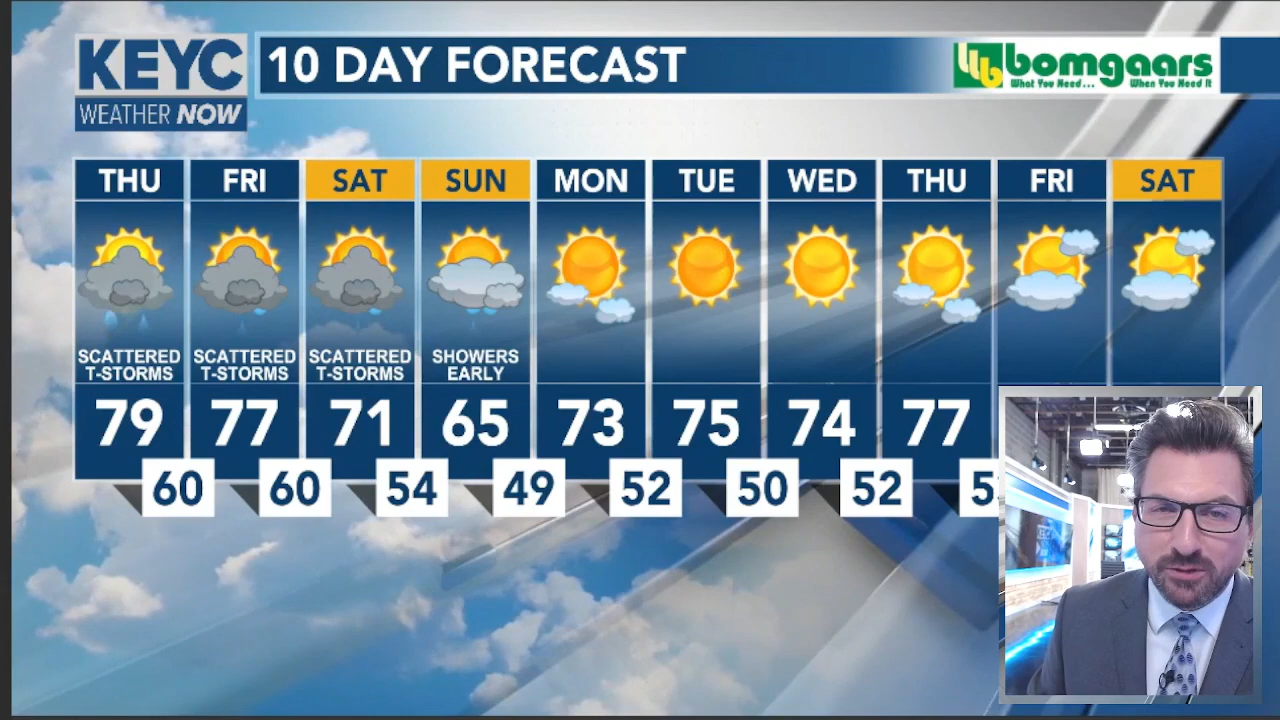 KEYC
WEATHER NOW
10 DAY FORECAST
bomgaars
What You Need... When You Need It
THU FRI SAT SUN MON TUE WED THU FRI SAT
SCATTERED SCATTERED SCATTERED SHOWERS
T-STORMS T-STORMS T-STORMS EARLY
79 77 71 65 73 75 74 77
60 60 54 49 52 50 52